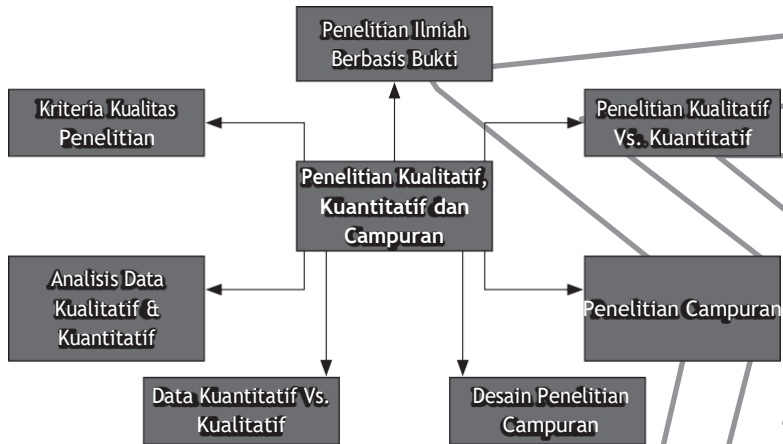 Penelitian Ilmiah
Berbasis Bukti
Kriteria Kualitas
Penelitian
Penelitian Kualitatif
Vs. Kuantitatif
Penelitian Kualitatif,
Kuantitatif dan
Campuran
Analisis Data
Kualitatif &
Kuantitatif
Penelitian Campuran
Data Kuantitatif Vs.
Kualitatif
Desain Penelitian
Campuran